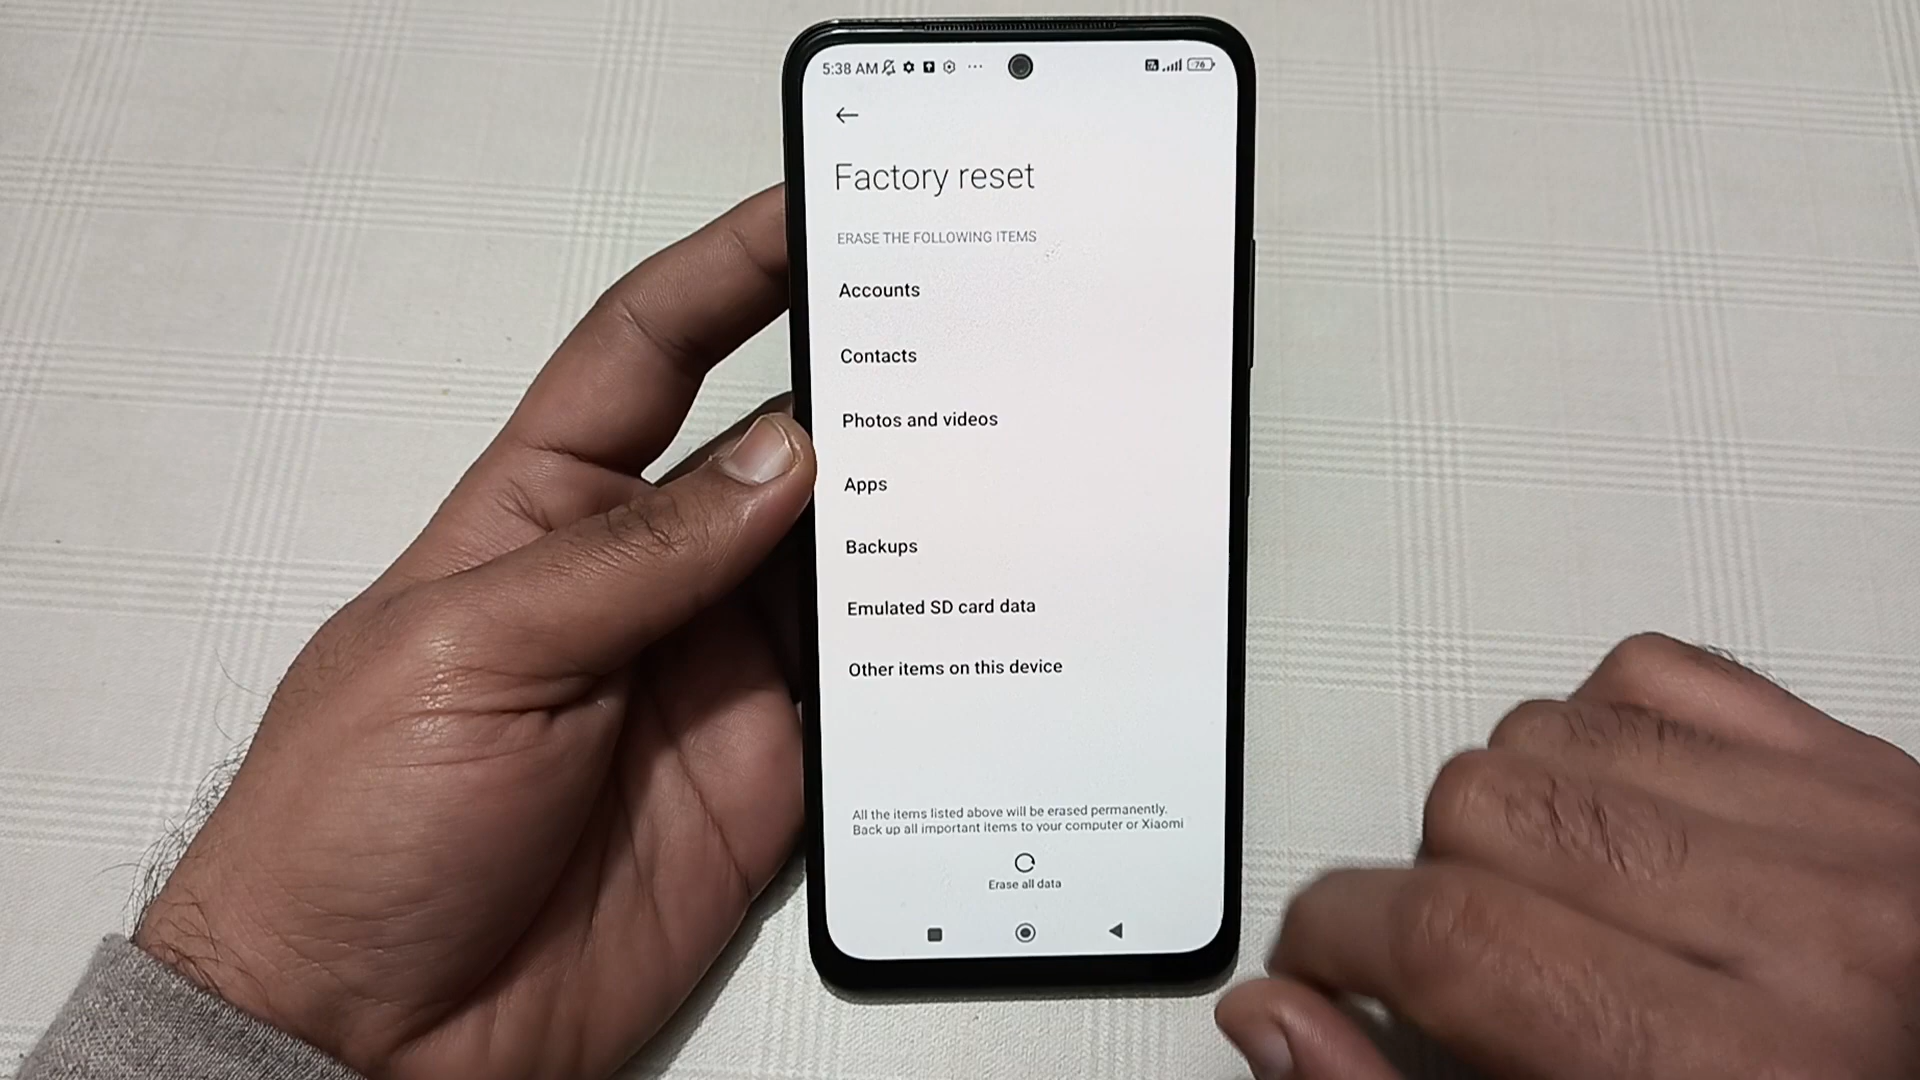 5:38 AM
76
Factory reset
ERASE THE FOLLOWING ITEMS
Accounts
Contacts
Photos and videos
Apps
Backups
Emulated SD card data
Other items on this device
All the items listed above will be erased permanently.
Back up all important items to your computer or Xiaomi
Erase all data